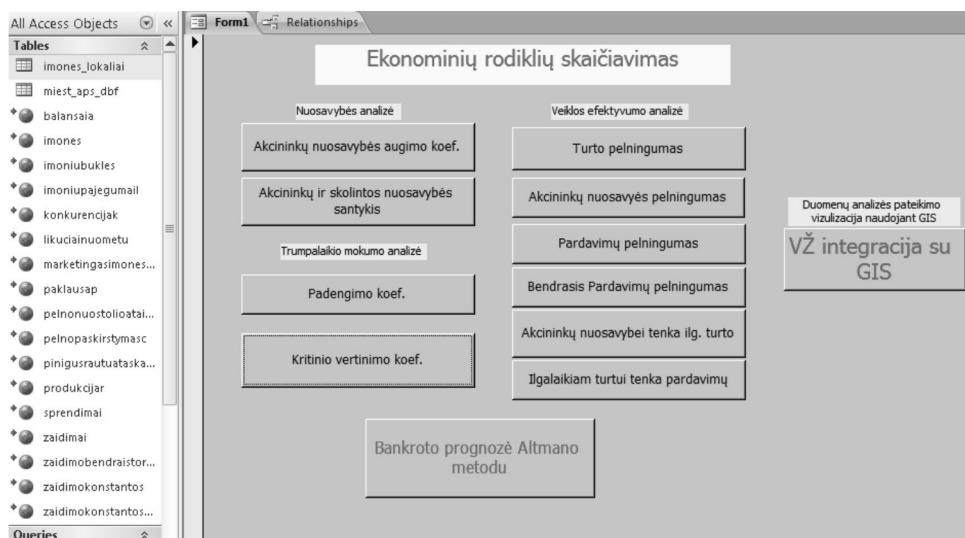 All Access Objects
Tables
imones_lokaliai
miest_aps_dbf
balansaia
imones
imoniubukles
imoniupajegumail
konkurencijak
likuciainuometu
marketingasimones...
paklausap
pelnonuostolioatai...
pelnopaskirstymasc
pinigusrautuataska...
produkcijar
sprendimai
zaidimai
zaidimobendraistor...
zaidimokonstantos
zaidimokonstantos...
Queries
Form1
Relationships
Ekonominių rodiklių skaičiavimas
Nuosavybės analizė
Akcininkų nuosavybės augimo koef.
Akcininkų ir skolintos nuosavybės
santykis
Trumpalaikio mokumo analizė
Padengimo koef.
Kritinio vertinimo koef.
Veiklos efektyvumo analizė
Turto pelningumas
Akcininkų nuosavyės pelningumas
Pardavimų pelningumas
Bendrasis Pardavimų pelningumas
Akcininkų nuosavybei tenka ilg. turto
Ilgalaikiam turtui tenka pardavimų
Duomenų analizės pateikimo
vizulizacija naudojant GIS
VŽ integracija su
GIS
Bankroto prognozė Altmano
metodu